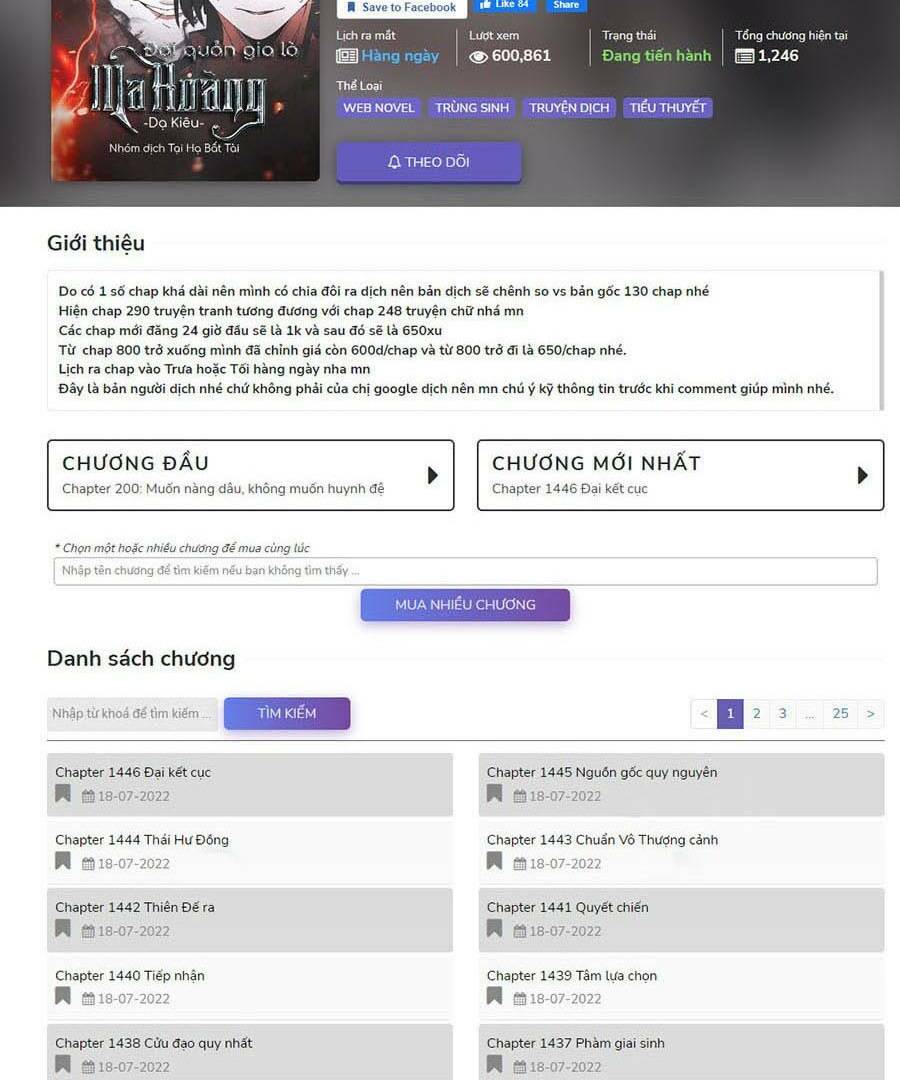 Save to Facebook
Like 84
Share
Lịch ra mắt
Lượt xem
Trạng thái
Tổng chương hiện tại
Hàng ngày
600,861
Đang tiến hành
1,246
Thể Loại
WEB NOVEL
TRÙNG SINH
TRUYỆN DỊCH
TIỂU THUYẾT
THEO DÕI
Đại quản gia là
Ma Hoàng
-Dạ Kiêu-
Nhóm dịch Tại Hạ Bất Tài
Giới thiệu
Do có 1 số chap khá dài nên mình có chia đôi ra dịch nên bản dịch sẽ chênh so vs bản gốc 130 chap nhé
Hiện chap 290 truyện tranh tương đương với chap 248 truyện chữ nhá mn
Các chap mới đăng 24 giờ đầu sẽ là 1k và sau đó sẽ là 650xu
Từ chap 800 trở xuống mình đã chỉnh giá còn 600d/chap và từ 800 trở đi là 650/chap nhé.
Lịch ra chap vào Trưa hoặc Tối hàng ngày nha mn
Đây là bản người dịch nhé chứ không phải của chị google dịch nên mn chú ý kỹ thông tin trước khi comment giúp mình nhé.
CHƯƠNG ĐẦU
Chapter 200: Muốn nàng dâu, không muốn huynh đệ
CHƯƠNG MỚI NHẤT
Chapter 1446 Đại kết cục
* Chọn một hoặc nhiều chương để mua cùng lúc
Nhập tên chương để tìm kiếm nếu bạn không tìm thấy ...
MUA NHIỀU CHƯƠNG
Danh sách chương
Nhập từ khoá để tìm kiếm ...
TÌM KIẾM
< 1 2 3 ... 25 >
Chapter 1446 Đại kết cục
18-07-2022
Chapter 1445 Nguồn gốc quy nguyên
18-07-2022
Chapter 1444 Thái Hư Đồng
18-07-2022
Chapter 1443 Chuẩn Vô Thượng cảnh
18-07-2022
Chapter 1442 Thiên Đế ra
18-07-2022
Chapter 1441 Quyết chiến
18-07-2022
Chapter 1440 Tiếp nhận
18-07-2022
Chapter 1439 Tâm lựa chọn
18-07-2022
Chapter 1438 Cửu đạo quy nhất
18-07-2022
Chapter 1437 Phàm giai sinh
18-07-2022